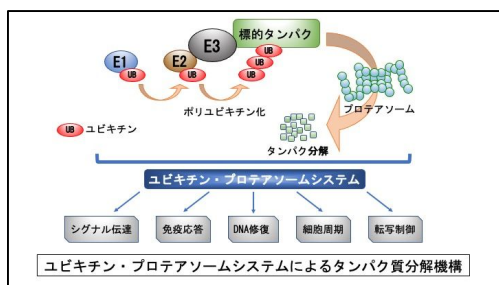 標的タンパク
E3
E1
E2
UB
UB
UB
UB
UB
ポリユビキチン化
プロテアソーム
UB ユビキチン
タンパク分解
ユビキチン・プロテアソームシステム
シグナル伝達 免疫応答 DNA修復 細胞周期 転写制御
ユビキチン・プロテアソームシステムによるタンパク質分解機構